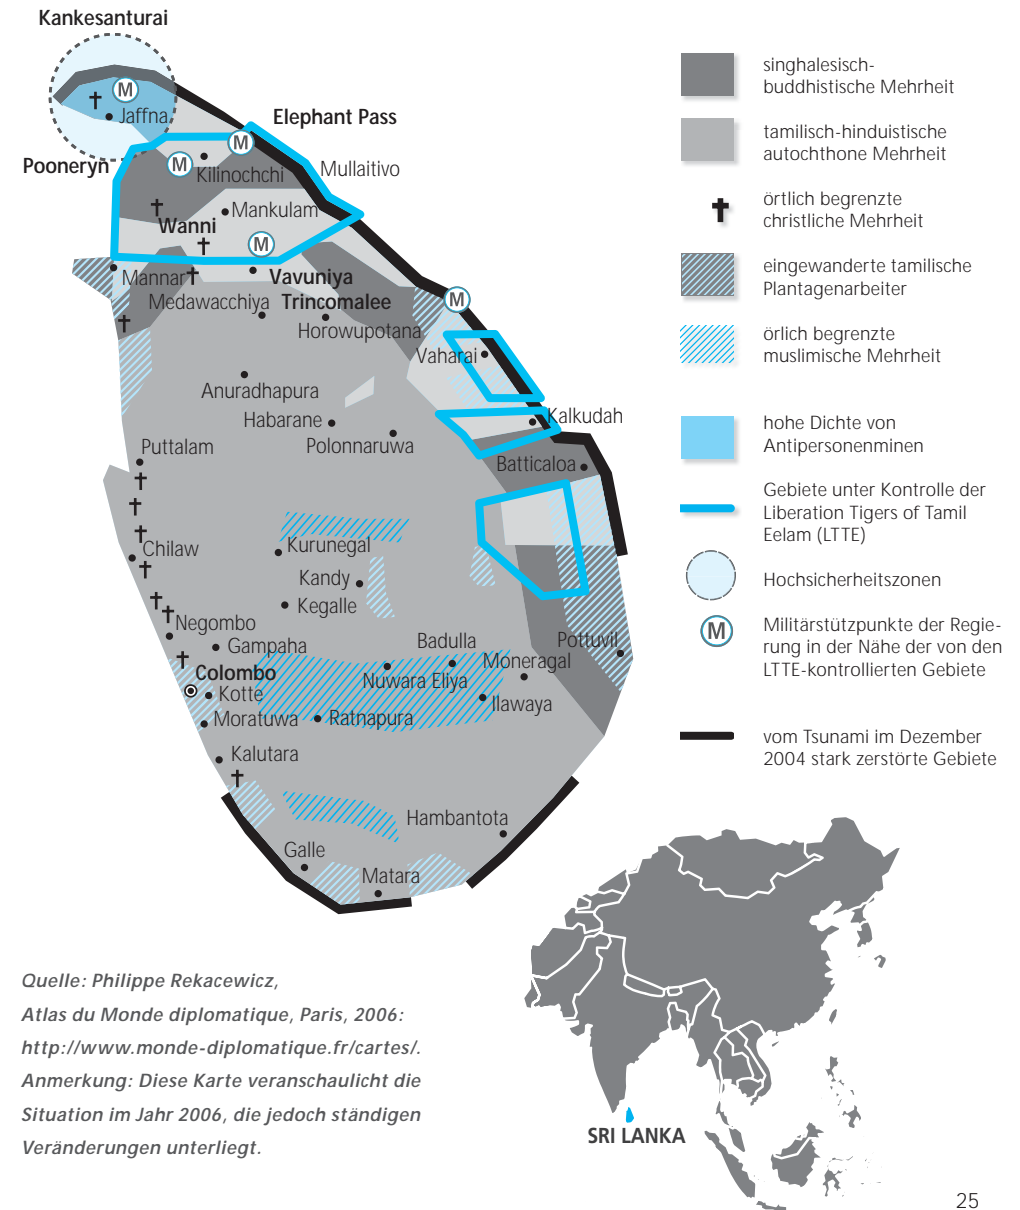 Kankesanturai
M
Jaffna
Elephant Pass
M
Pooneryn
M
Kilinochchi
Mullaitivo
Mankulam
Wanni
M
Mannar
Vavuniya
Medawacchiya
Trincomalee
M
Horowupotana
Vaharai
Anuradhapura
Habarane
Kalkudah
Polonnaruwa
Puttalam
Batticaloa
Chilaw
Kurunegal
Kandy
Kegalle
Negombo
Gampaha
Badulla
Pottuvil
Moneragal
Colombo
Nuwara Eliya
Kotte
Ilawaya
Moratuwa
Ratnapura
Kalutara
Hambantota
Galle
Matara
singhalesisch-
buddhistische Mehrheit
tamilisch-hinduistische
autochthone Mehrheit
örtlich begrenzte
christliche Mehrheit
eingewanderte tamilische
Plantagenarbeiter
örlich begrenzte
muslimische Mehrheit
hohe Dichte von
Antipersonenminen
Gebiete unter Kontrolle der
Liberation Tigers of Tamil
Eelam (LTTE)
Hochsicherheitszonen
M
Militärstützpunkte der Regie-
rung in der Nähe der von den
LTTE-kontrollierten Gebiete
vom Tsunami im Dezember
2004 stark zerstörte Gebiete
Quelle: Philippe Rekacewicz,
Atlas du Monde diplomatique, Paris, 2006:
http://www.monde-diplomatique.fr/cartes/.
Anmerkung: Diese Karte veranschaulicht die
Situation im Jahr 2006, die jedoch ständigen
Veränderungen unterliegt.
SRI LANKA
25